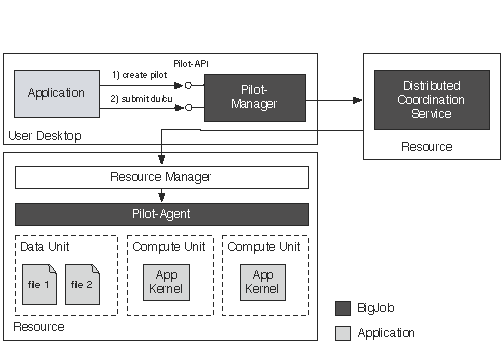 Pilot-API
1) create pilot
2) submit du/cu
Application
Pilot-
Manager
User Desktop
Distributed
Coordination
Service
Resource
Resource Manager
Pilot-Agent
Data Unit
Compute Unit
Compute Unit
file 1
file 2
App
Kernel
App
Kernel
Resource
BigJob
Application